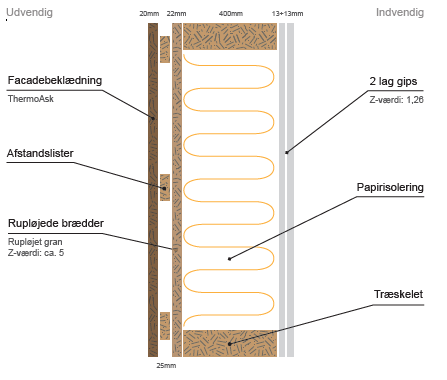 Udvendig
Indvendig
20mm
22mm
400mm
13+13mm
Facadebeklædning
ThermoAsk
2 lag gips
Z-værdi: 1,26
Afstandslister
Papirisolering
Rupløjede brædder
Rupløjet gran
Z-værdi: ca. 5
Træskelet
25mm